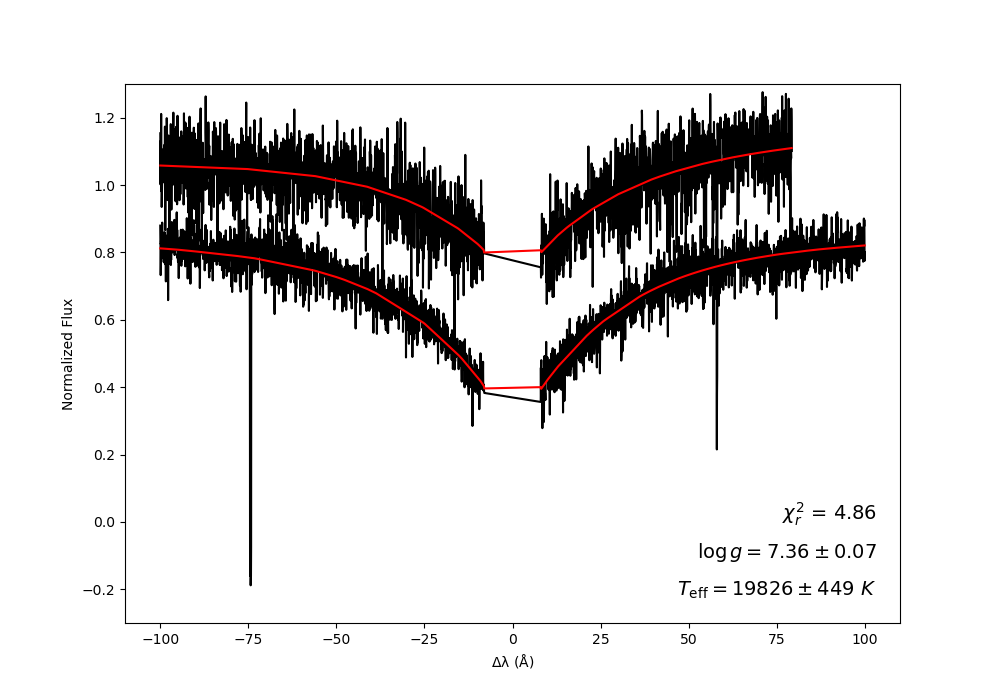 1.2
1.0
0.8
0.6
0.4
0.2
0.0
−0.2
Normalized Flux
χ²ᵣ = 4.86
log g = 7.36 ± 0.07
T_eff = 19826 ± 449 K
−100 −75 −50 −25 0 25 50 75 100
Δλ (Å)